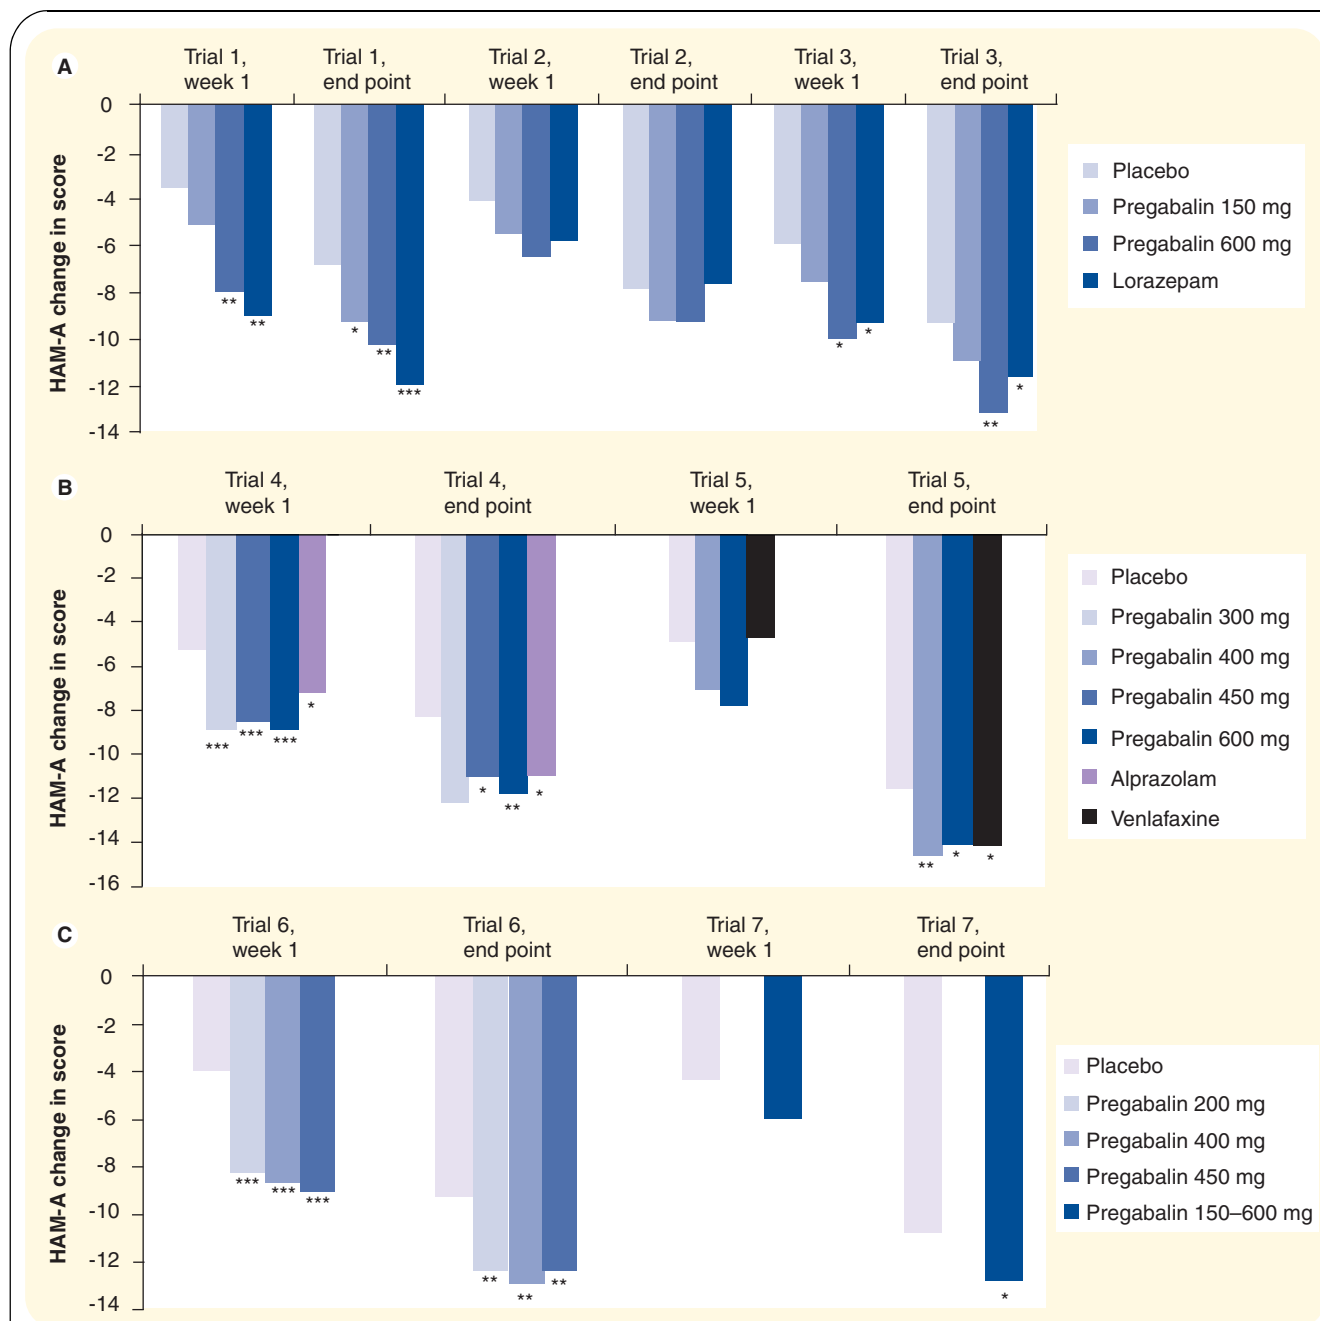 A
Trial 1,
week 1
Trial 1,
end point
Trial 2,
week 1
Trial 2,
end point
Trial 3,
week 1
Trial 3,
end point
HAM-A change in score
0
-2
-4
-6
-8
-10
-12
-14
**
**
*
**
***
*
*
**
*
Placebo
Pregabalin 150 mg
Pregabalin 600 mg
Lorazepam
B
Trial 4,
week 1
Trial 4,
end point
Trial 5,
week 1
Trial 5,
end point
HAM-A change in score
0
-2
-4
-6
-8
-10
-12
-14
-16
***
***
***
*
*
**
*
**
*
*
Placebo
Pregabalin 300 mg
Pregabalin 400 mg
Pregabalin 450 mg
Pregabalin 600 mg
Alprazolam
Venlafaxine
C
Trial 6,
week 1
Trial 6,
end point
Trial 7,
week 1
Trial 7,
end point
HAM-A change in score
0
-2
-4
-6
-8
-10
-12
-14
***
***
***
**
**
**
*
Placebo
Pregabalin 200 mg
Pregabalin 400 mg
Pregabalin 450 mg
Pregabalin 150–600 mg